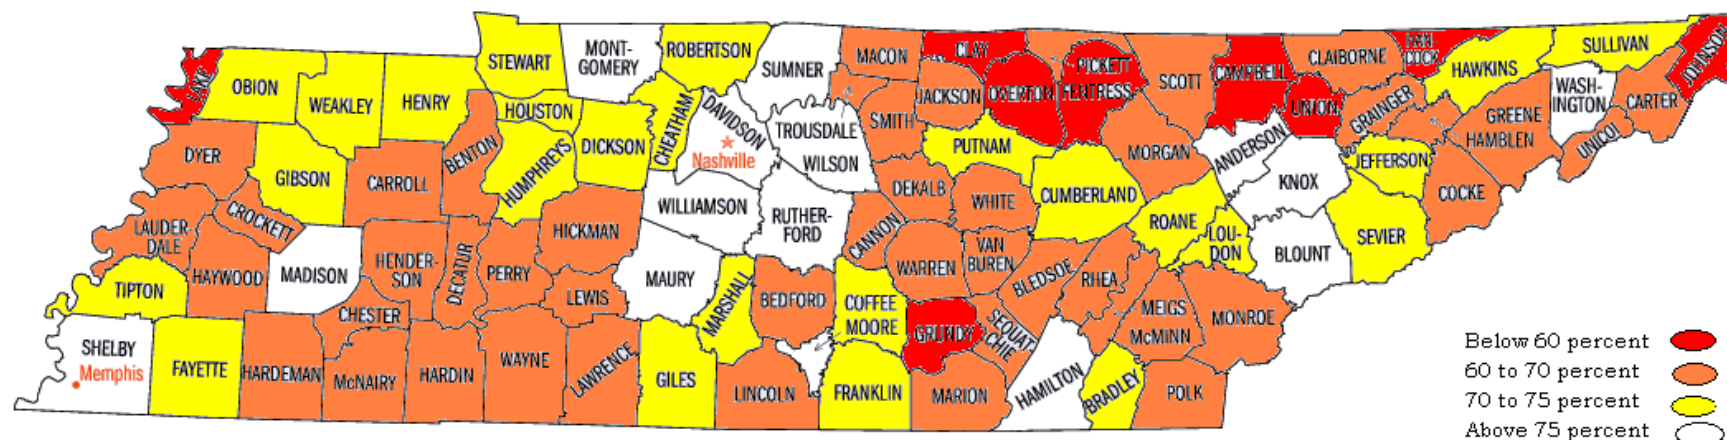 STEWART
MONT-
GOMERY
ROBERTSON
SUMNER
MACON
CLAY
PICKETT
SCOTT
CAMPBELL
CLAIBORNE
HAN
COCK
HAWKINS
SULLIVAN
JOHNSON
LAKE
OBION
WEAKLEY
HENRY
HOUSTON
CHEATHAM
DAVIDSON
Nashville
TROUSDALE
WILSON
SMITH
JACKSON
OVERTON
FENTRESS
UNION
GRAINGER
GREENE
HAMBLEN
WASH-
INGTON
CARTER
UNICOI
DYER
GIBSON
CARROLL
BENTON
HUMPHREYS
DICKSON
PUTNAM
MORGAN
ANDERSON
KNOX
JEFFERSON
COCKE
LAUDER-
DALE
CROCKETT
HICKMAN
WILLIAMSON
RUTHER-
FORD
DEKALB
WHITE
CUMBERLAND
ROANE
LOU-
DON
BLOUNT
SEVIER
HAYWOOD
MADISON
HENDER-
SON
DECATUR
PERRY
LEWIS
MAURY
MARSHALL
BEDFORD
CANNON
WARREN
VAN
BUREN
BLEDSOE
RHEA
MEIGS
McMINN
MONROE
TIPTON
CHESTER
COFFEE
MOORE
GRUNDY
SEQUAT-
CHIE
SHELBY
Memphis
FAYETTE
HARDEMAN
McNAIRY
HARDIN
WAYNE
LAWRENCE
GILES
LINCOLN
FRANKLIN
MARION
HAMILTON
BRADLEY
POLK
Below 60 percent
60 to 70 percent
70 to 75 percent
Above 75 percent